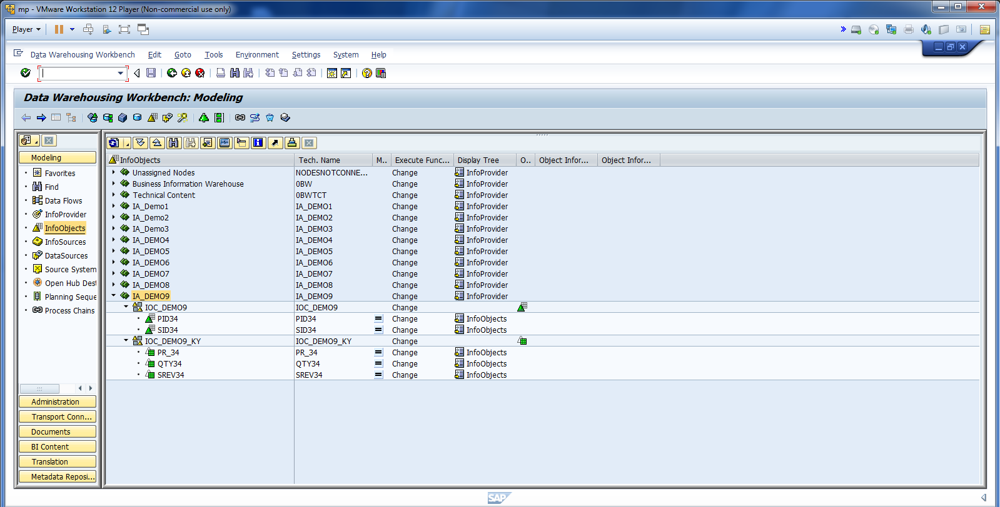 mp - VMware Workstation 12 Player (Non-commercial use only)
Player
Data Warehousing Workbench Edit Goto Tools Environment Settings System Help
Data Warehousing Workbench: Modeling
Modeling
Favorites
Find
Data Flows
InfoProvider
InfoObjects
InfoSources
DataSources
Source System
Open Hub Dest
Planning Seque
Process Chains
Administration
Transport Conn...
Documents
BI Content
Translation
Metadata Reposi...
InfoObjects Tech. Name M.. Execute Func... Display Tree O.. Object Infor... Object Infor...
Unassigned Nodes NODESNOTCONNE... Change InfoProvider
Business Information Warehouse 0BW Change InfoProvider
Technical Content 0BWTCT Change InfoProvider
IA_Demo1 IA_DEMO1 Change InfoProvider
IA_Demo2 IA_DEMO2 Change InfoProvider
IA_Demo3 IA_DEMO3 Change InfoProvider
IA_DEMO4 IA_DEMO4 Change InfoProvider
IA_DEMO5 IA_DEMO5 Change InfoProvider
IA_DEMO6 IA_DEMO6 Change InfoProvider
IA_DEMO7 IA_DEMO7 Change InfoProvider
IA_DEMO8 IA_DEMO8 Change InfoProvider
IA_DEMO9 IA_DEMO9 Change InfoProvider
IOC_DEMO9 IOC_DEMO9 Change
PID34 PID34 = Change InfoObjects
SID34 SID34 = Change InfoObjects
IOC_DEMO9_KY IOC_DEMO9_KY Change
PR_34 PR_34 = Change InfoObjects
QTY34 QTY34 = Change InfoObjects
SREV34 SREV34 = Change InfoObjects
SAP